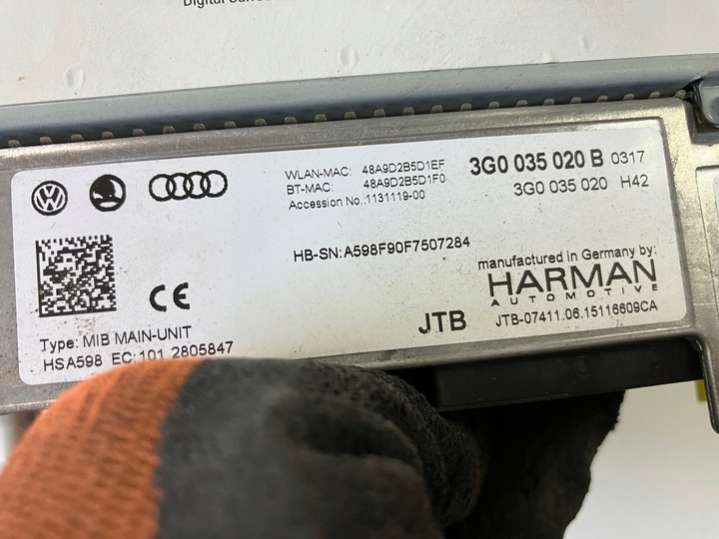 WLAN-MAC: 48A9D2B5D1EF
BT-MAC: 48A9D2B5D1F0
Accession No.:1131119-00
3G0 035 020 B 0317
3G0 035 020 H42
HB-SN:A598F90F7507284
manufactured in Germany by:
HARMAN
AUTOMOTIVE
CE
JTB
JTB-07411.06.15116609CA
Type: MIB MAIN-UNIT
HSA598 EC:101 2805847